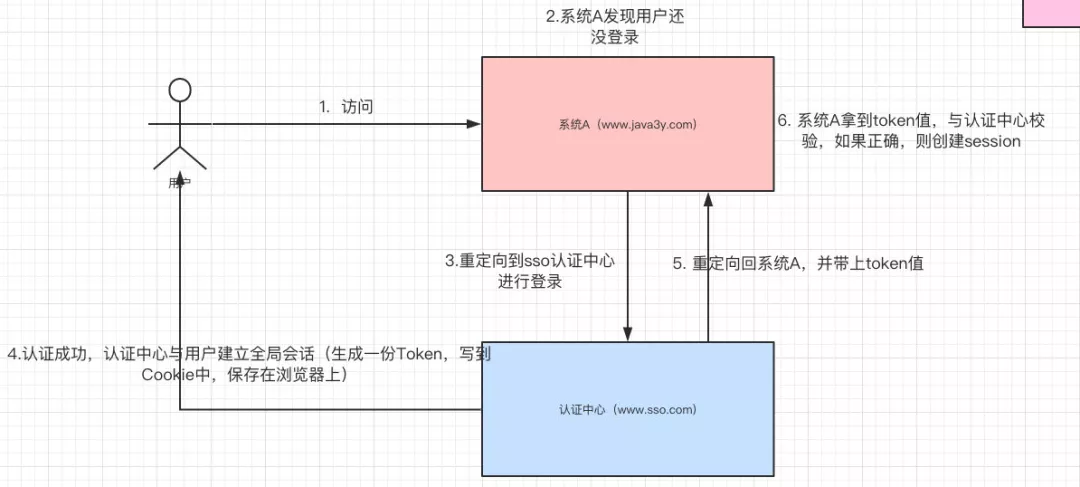 2.系统A发现用户还
没登录
1. 访问
系统A（www.java3y.com）
6. 系统A拿到token值，与认证中心校
验，如果正确，则创建session
用户
3.重定向到sso认证中心
进行登录
5. 重定向回系统A，并带上token值
4.认证成功，认证中心与用户建立全局会话（生成一份Token，写到
Cookie中，保存在浏览器上）
认证中心（www.sso.com）